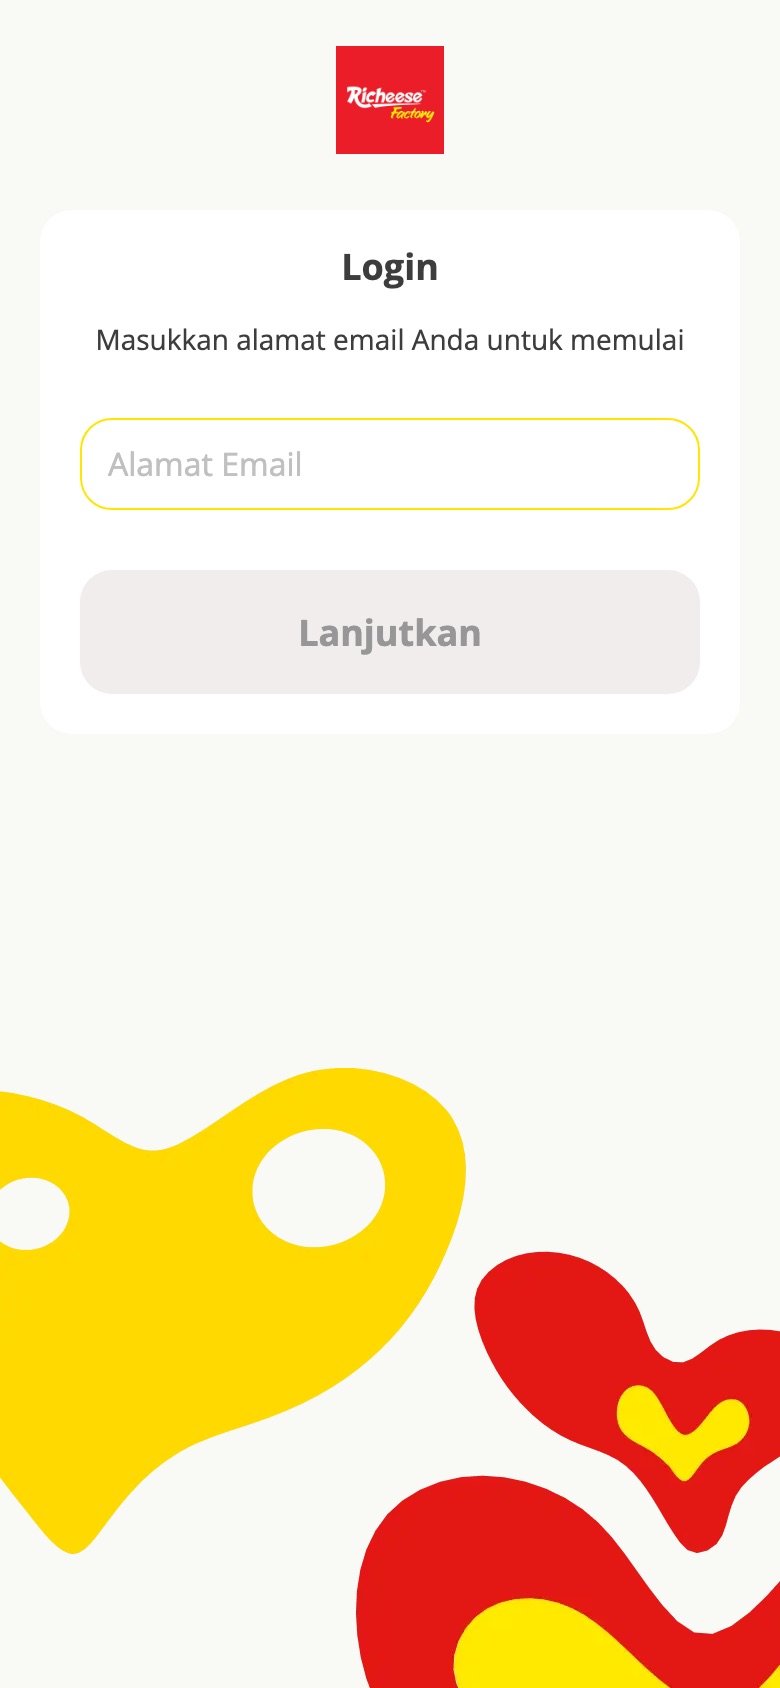 Richeese
Factory
Login
Masukkan alamat email Anda untuk memulai
Alamat Email
Lanjutkan